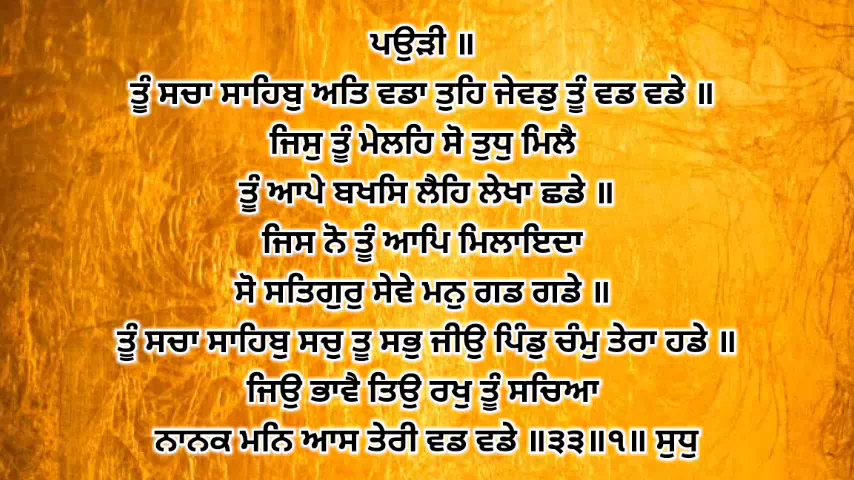 ਪਉੜੀ ॥
ਤੂੰ ਸਚਾ ਸਾਹਿਬੁ ਅਤਿ ਵਡਾ ਤੁਹਿ ਜੇਵਡੁ ਤੂੰ ਵਡ ਵਡੇ ॥
ਜਿਸੁ ਤੂੰ ਮੇਲਹਿ ਸੋ ਤੁਧੁ ਮਿਲੈ
ਤੂੰ ਆਪੇ ਬਖਸਿ ਲੈਹਿ ਲੇਖਾ ਛਡੇ ॥
ਜਿਸ ਨੋ ਤੂੰ ਆਪਿ ਮਿਲਾਇਦਾ
ਸੋ ਸਤਿਗੁਰੁ ਸੇਵੇ ਮਨੁ ਗਡ ਗਡੇ ॥
ਤੂੰ ਸਚਾ ਸਾਹਿਬੁ ਸਚੁ ਤੂ ਸਭੁ ਜੀਉ ਪਿੰਡੁ ਚੰਮੁ ਤੇਰਾ ਹਡੇ ॥
ਜਿਉ ਭਾਵੈ ਤਿਉ ਰਖੁ ਤੂੰ ਸਚਿਆ
ਨਾਨਕ ਮਨਿ ਆਸ ਤੇਰੀ ਵਡ ਵਡੇ ॥੩੩॥੧॥ ਸੁਧੁ